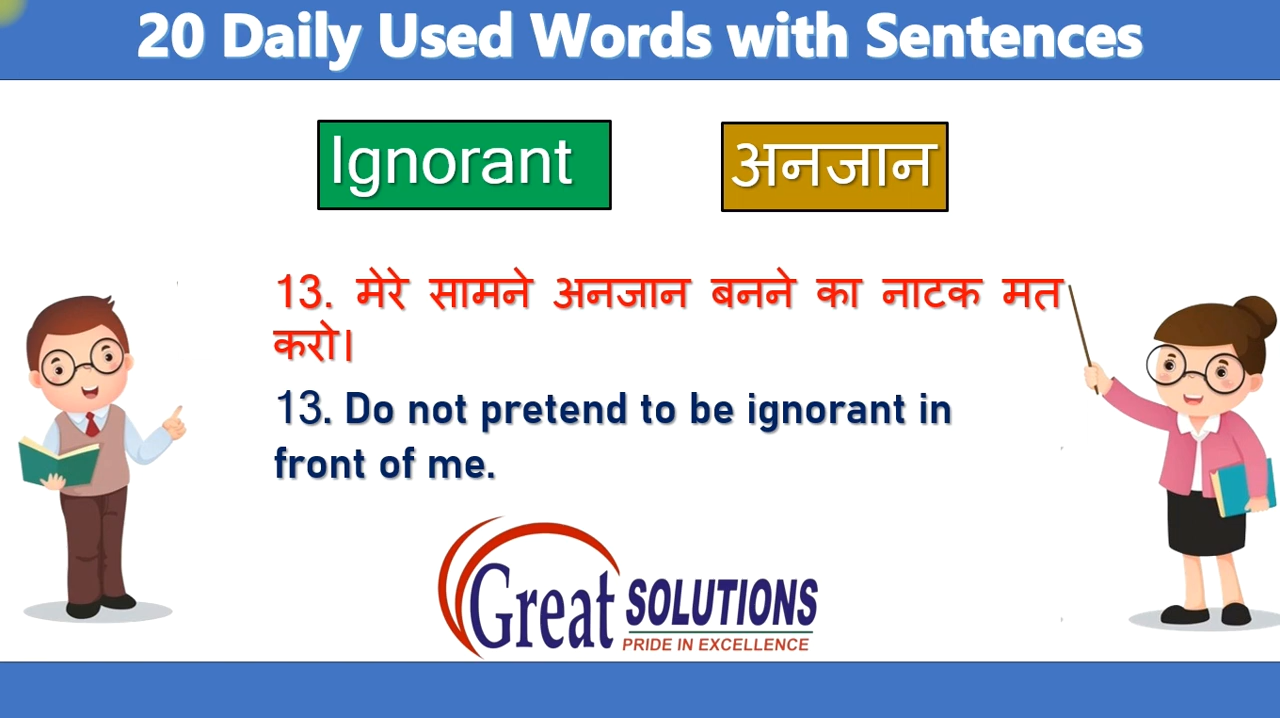 20 Daily Used Words with Sentences
Ignorant
अनजान
13. मेरे सामने अनजान बनने का नाटक मत
करो।
13. Do not pretend to be ignorant in
front of me.
Great SOLUTIONS
PRIDE IN EXCELLENCE